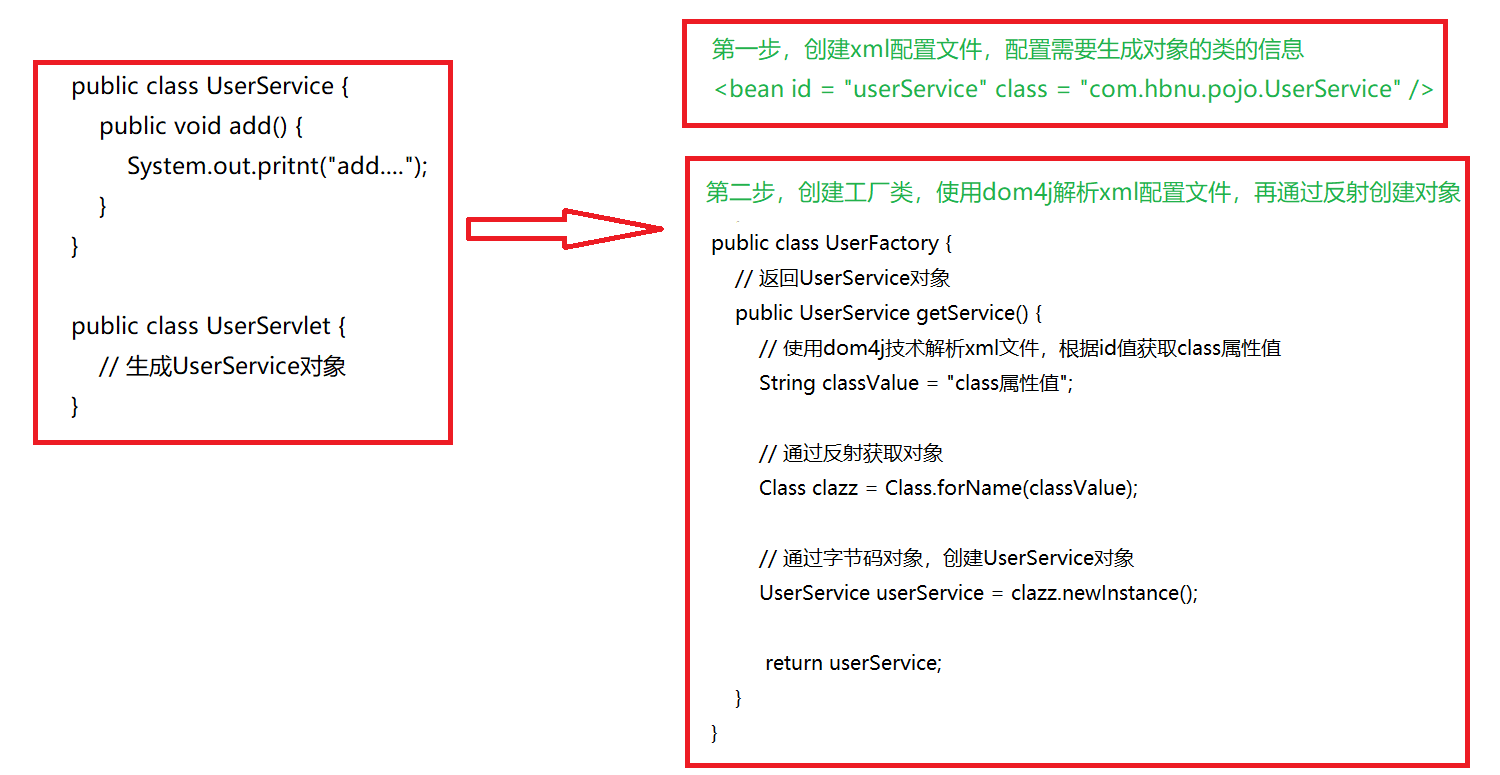 public class UserService {
public void add() {
System.out.pritnt("add....");
}
}
public class UserServlet {
// 生成UserService对象
}
第一步，创建xml配置文件，配置需要生成对象的类的信息
<bean id = "userService" class = "com.hbnu.pojo.UserService" />
第二步，创建工厂类，使用dom4j解析xml配置文件，再通过反射创建对象
public class UserFactory {
// 返回UserService对象
public UserService getService() {
// 使用dom4j技术解析xml文件，根据id值获取class属性值
String classValue = "class属性值";
// 通过反射获取对象
Class clazz = Class.forName(classValue);
// 通过字节码对象，创建UserService对象
UserService userService = clazz.newInstance();
return userService;
}
}